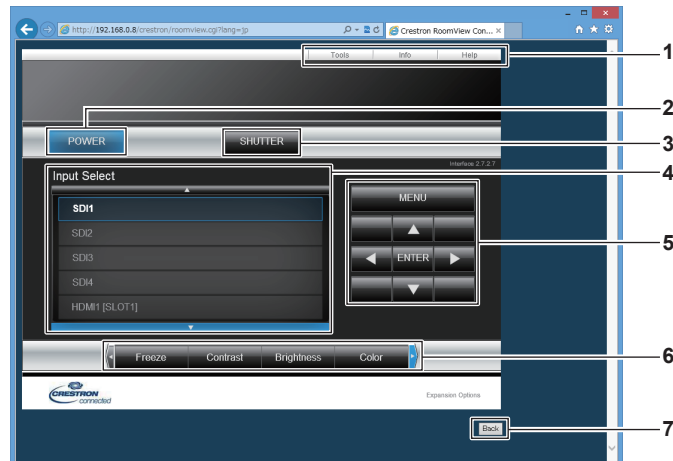 http://192.168.0.8/crestron/roomview.cgi?lang=jp
Crestron RoomView Con... ×
Tools Info Help
1
2
POWER SHUTTER
3
Interface 2.7.2.7
Input Select
4
MENU
SDI1
SDI2
5
SDI3
ENTER
SDI4
HDMI1 [SLOT1]
Freeze Contrast Brightness Color
6
CRESTRON
connected
Expansion Options
Back
7